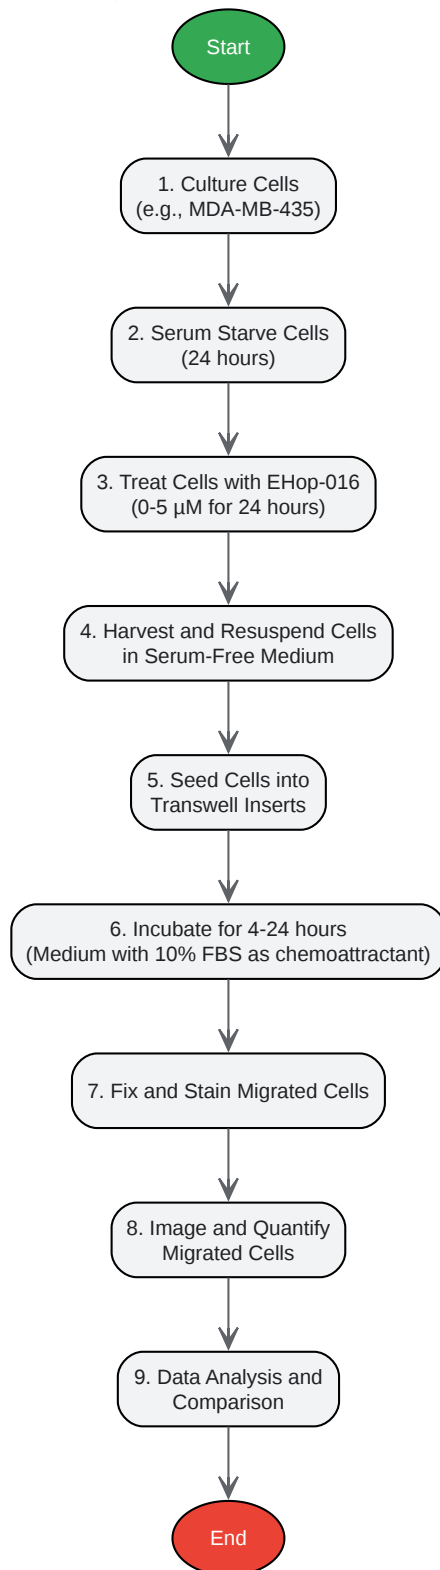 Start
1. Culture Cells
(e.g., MDA-MB-435)
2. Serum Starve Cells
(24 hours)
3. Treat Cells with EHop-016
(0-5 µM for 24 hours)
4. Harvest and Resuspend Cells
in Serum-Free Medium
5. Seed Cells into
Transwell Inserts
6. Incubate for 4-24 hours
(Medium with 10% FBS as chemoattractant)
7. Fix and Stain Migrated Cells
8. Image and Quantify
Migrated Cells
9. Data Analysis and
Comparison
End